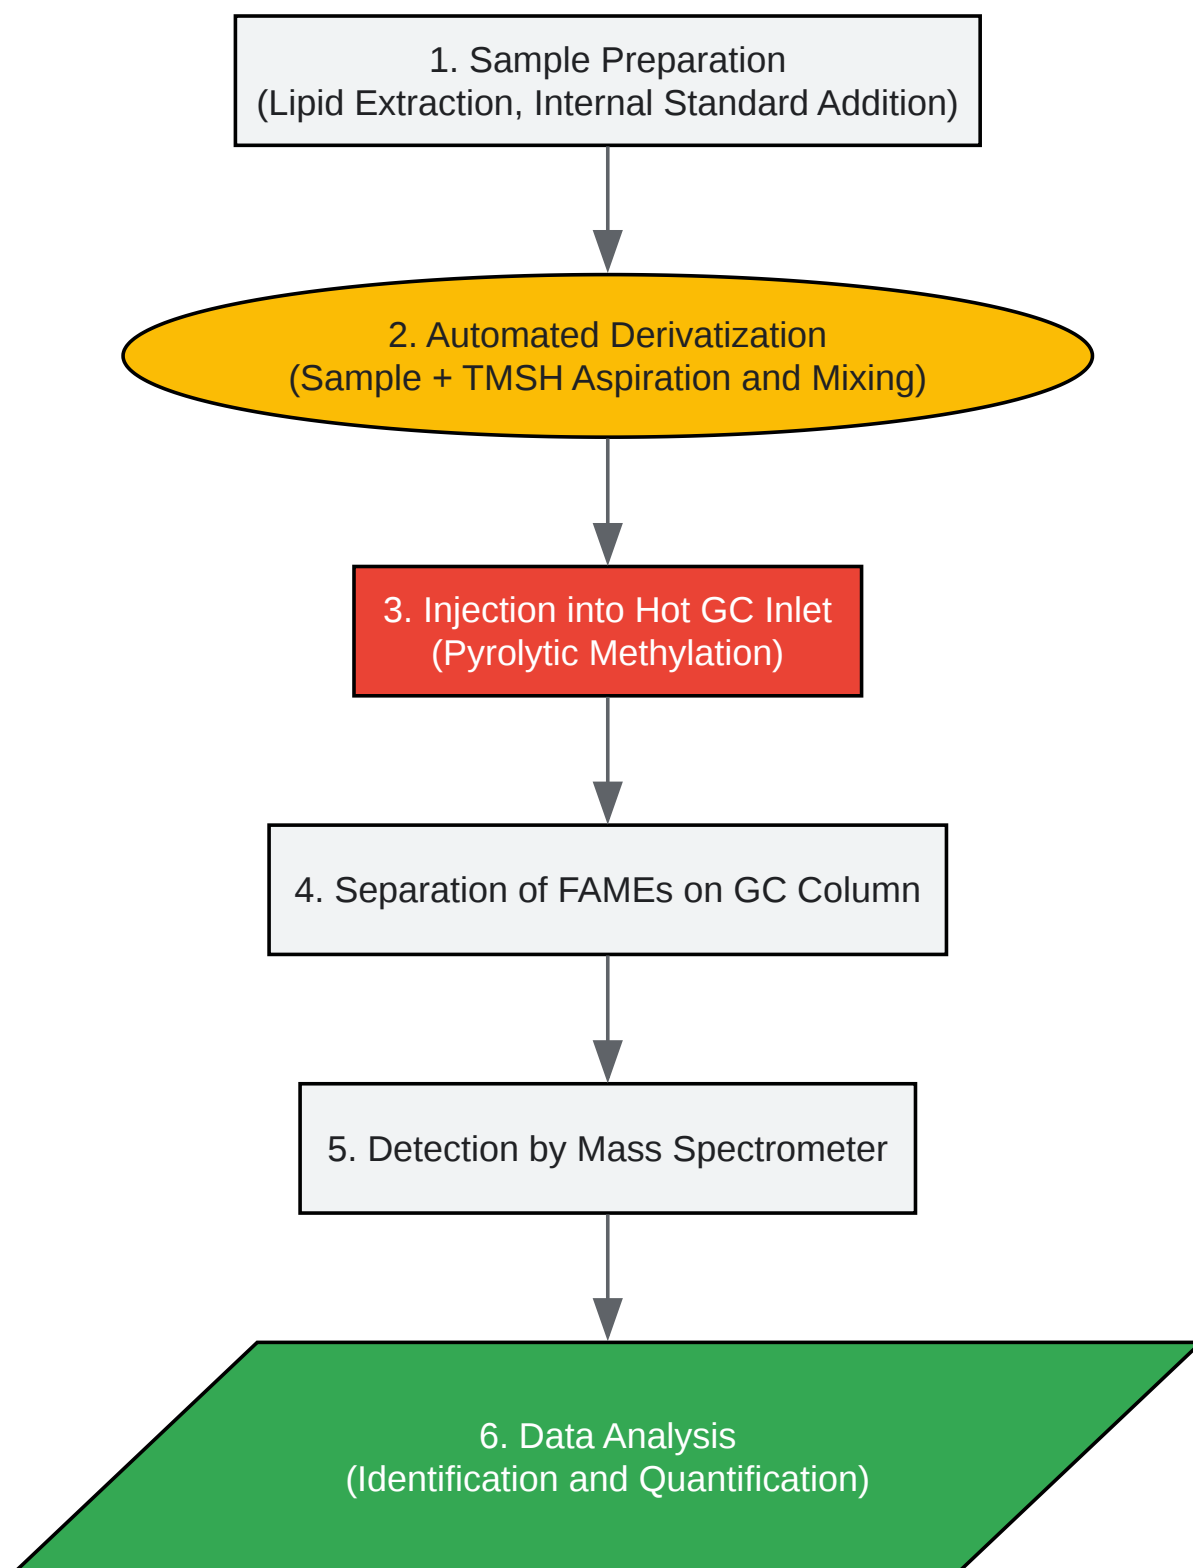 1. Sample Preparation
(Lipid Extraction, Internal Standard Addition)
2. Automated Derivatization
(Sample + TMSH Aspiration and Mixing)
3. Injection into Hot GC Inlet
(Pyrolytic Methylation)
4. Separation of FAMEs on GC Column
5. Detection by Mass Spectrometer
6. Data Analysis
(Identification and Quantification)